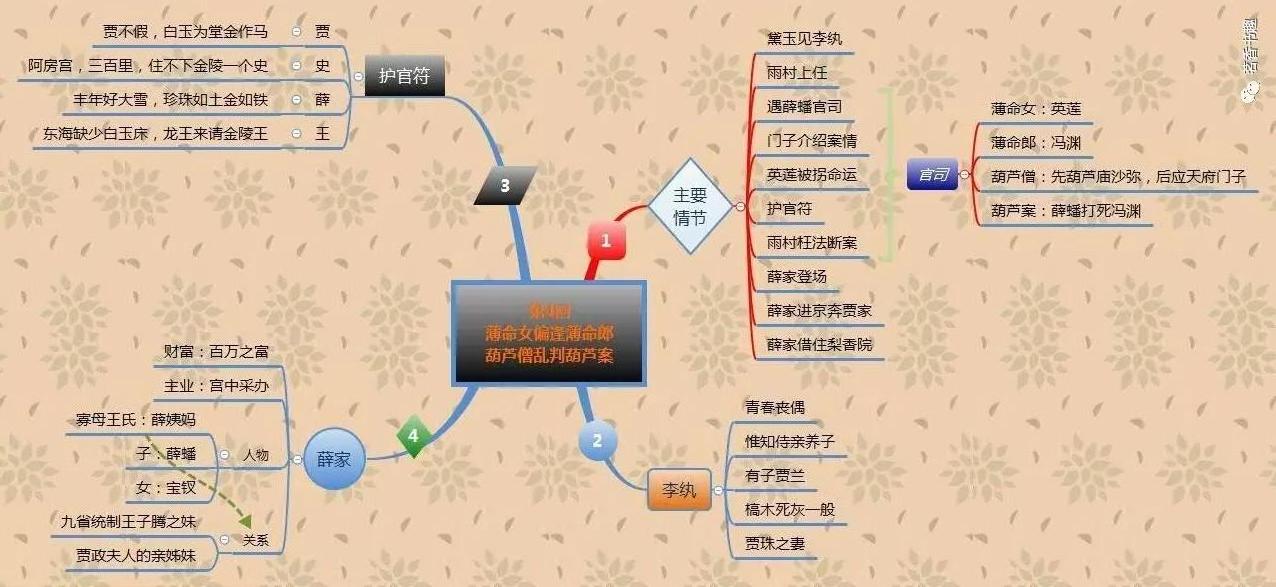 第4回
薄命女偏逢薄命郎
葫芦僧乱判葫芦案
1
主要
情节
黛玉见李纨
雨村上任
遇薛蟠官司
门子介绍案情
英莲被拐命运
护官符
雨村枉法断案
薛家登场
薛家进京奔贾家
薛家借住梨香院
官司
薄命女：英莲
薄命郎：冯渊
葫芦僧：先葫芦庙沙弥，后应天府门子
葫芦案：薛蟠打死冯渊
2
李纨
青春丧偶
惟知侍亲养子
有子贾兰
槁木死灰一般
贾珠之妻
3
护官符
贾
贾不假，白玉为堂金作马
史
阿房宫，三百里，住不下金陵一个史
薛
丰年好大雪，珍珠如土金如铁
王
东海缺少白玉床，龙王来请金陵王
4
薛家
财富：百万之富
主业：宫中采办
人物
寡母王氏：薛姨妈
子：薛蟠
女：宝钗
关系
九省统制王子腾之妹
贾政夫人的亲姊妹